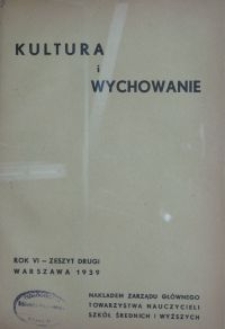 KULTURA
i
WYCHOWANIE
ROK VI – ZESZYT DRUGI
WARSZAWA 1939
NAKŁADEM ZARZĄDU GŁÓWNEGO
TOWARZYSTWA NAUCZYCIELI
SZKÓŁ ŚREDNICH I WYŻSZYCH